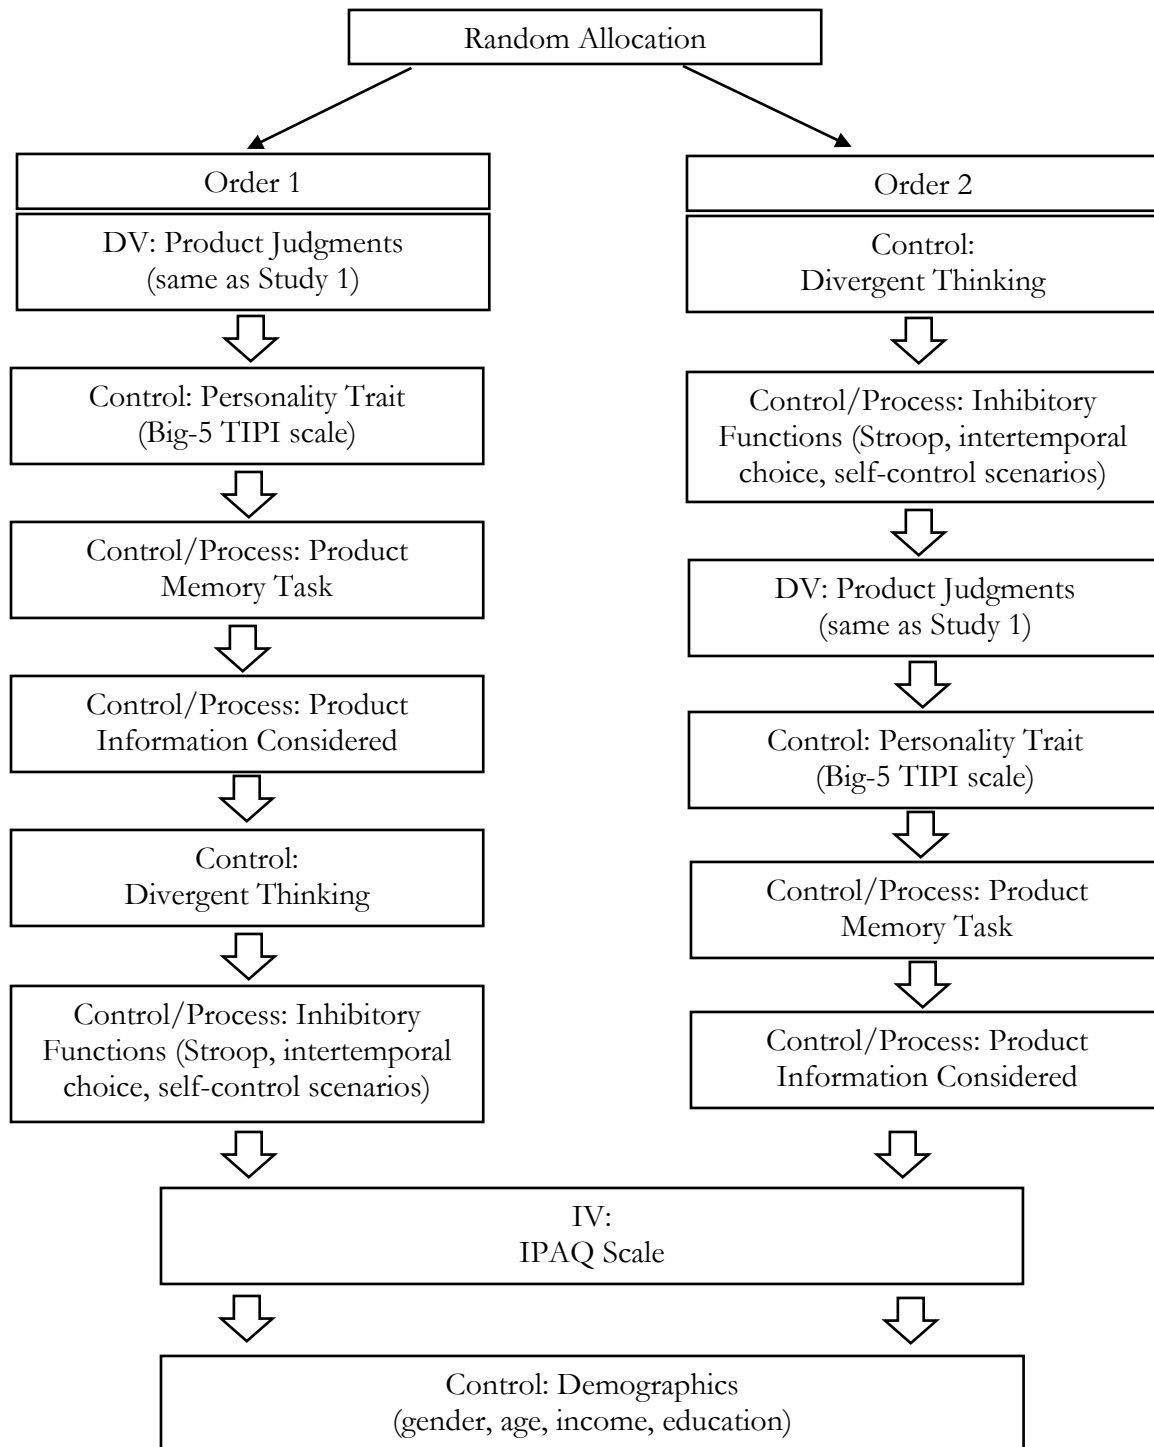 Random Allocation
Order 1
DV: Product Judgments
(same as Study 1)
Control: Personality Trait
(Big-5 TIPI scale)
Control/Process: Product
Memory Task
Control/Process: Product
Information Considered
Control:
Divergent Thinking
Control/Process: Inhibitory
Functions (Stroop, intertemporal
choice, self-control scenarios)
Order 2
Control:
Divergent Thinking
Control/Process: Inhibitory
Functions (Stroop, intertemporal
choice, self-control scenarios)
DV: Product Judgments
(same as Study 1)
Control: Personality Trait
(Big-5 TIPI scale)
Control/Process: Product
Memory Task
Control/Process: Product
Information Considered
IV:
IPAQ Scale
Control: Demographics
(gender, age, income, education)